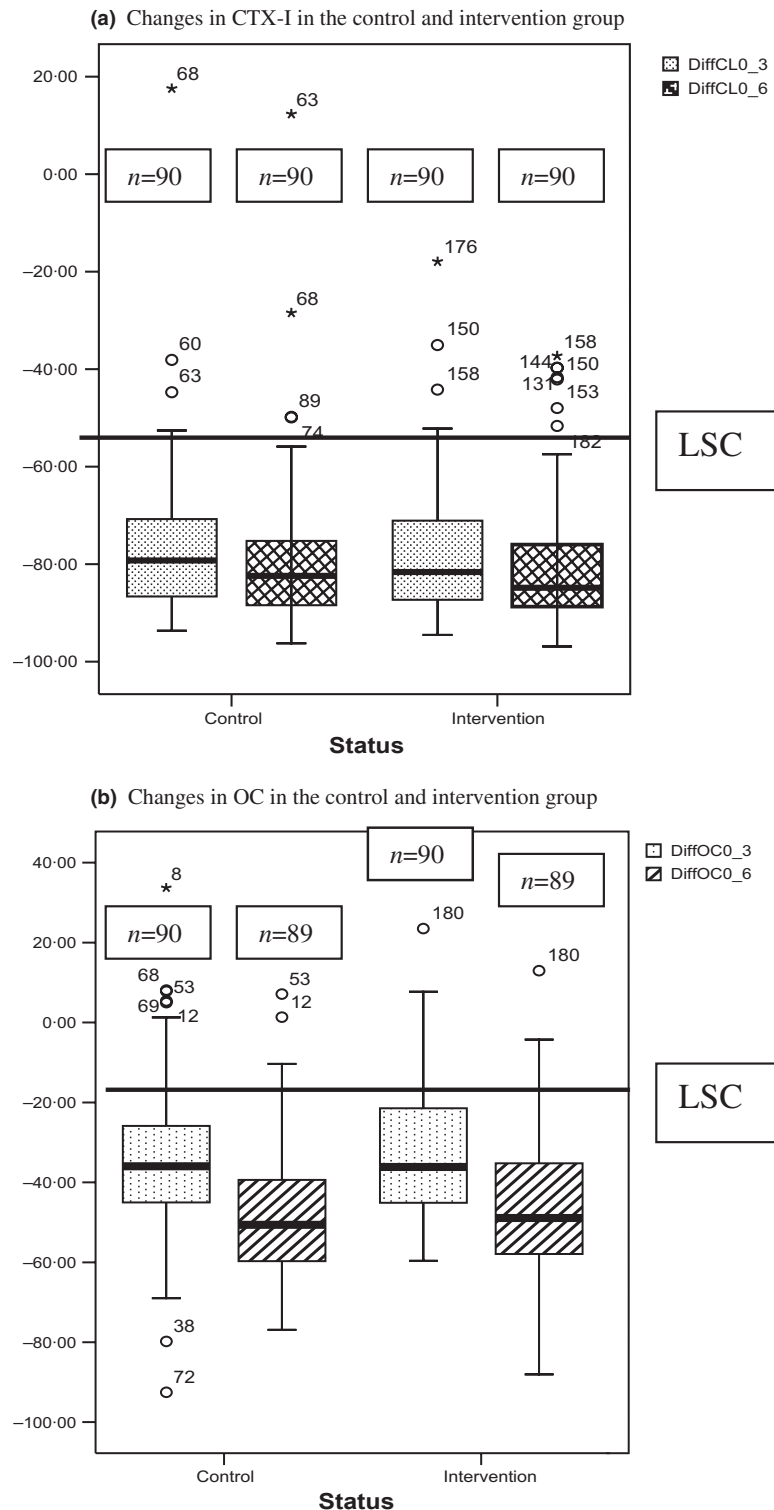 (a) Changes in CTX-I in the control and intervention group
DiffCL0_3
DiffCL0_6
20·00
0·00
–20·00
–40·00
–60·00
–80·00
–100·00
68
63
n=90
n=90
n=90
n=90
60
63
68
89
74
176
150
158
158
144
150
131
153
182
LSC
Control
Intervention
Status
(b) Changes in OC in the control and intervention group
DiffOC0_3
DiffOC0_6
40·00
20·00
0·00
–20·00
–40·00
–60·00
–80·00
–100·00
8
n=90
n=89
n=90
n=89
68
53
69
12
53
12
180
180
38
72
LSC
Control
Intervention
Status